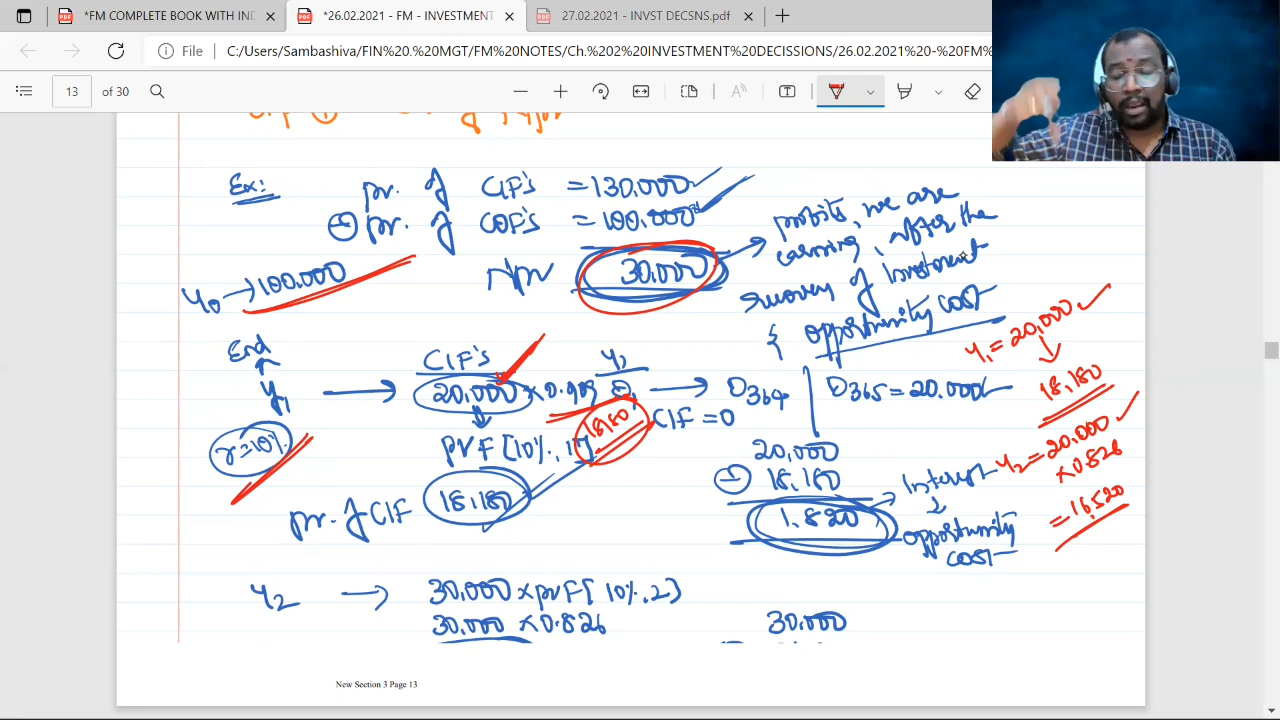 *FM COMPLETE BOOK WITH IND
*26.02.2021 - FM - INVESTMENT
27.02.2021 - INVST DECSNS.pdf
File
C:/Users/Sambashiva/FIN%20.%20MGT/FM%20NOTES/Ch.%202%20INVESTMENT%20DECISSIONS/26.02.2021%20-%20FM%
13 of 30
Ex: pv. of CIF's = 130,000
(-) pv. of COF's = 100,000
NPV 30,000
profits, we are
earning, after the
recovery of Investment
& opportunity cost
Y0 → 100,000
End
Y1
CIF's
20,000 × 0.909
18,180
PVF [10%, 1Y]
r = 10%
pv. of CIF 18,180
Y1
D1 → D364
CIF = 0
D365 = 20,000
20,000
(-) 18,180
1,820
Interest
opportunity
cost
Y1 = 20,000
18,180
Y2 = 20,000
× 0.826
= 16,520
Y2 → 30,000 × PVF [10%, 2]
30,000 × 0.826
30,000
New Section 3 Page 13